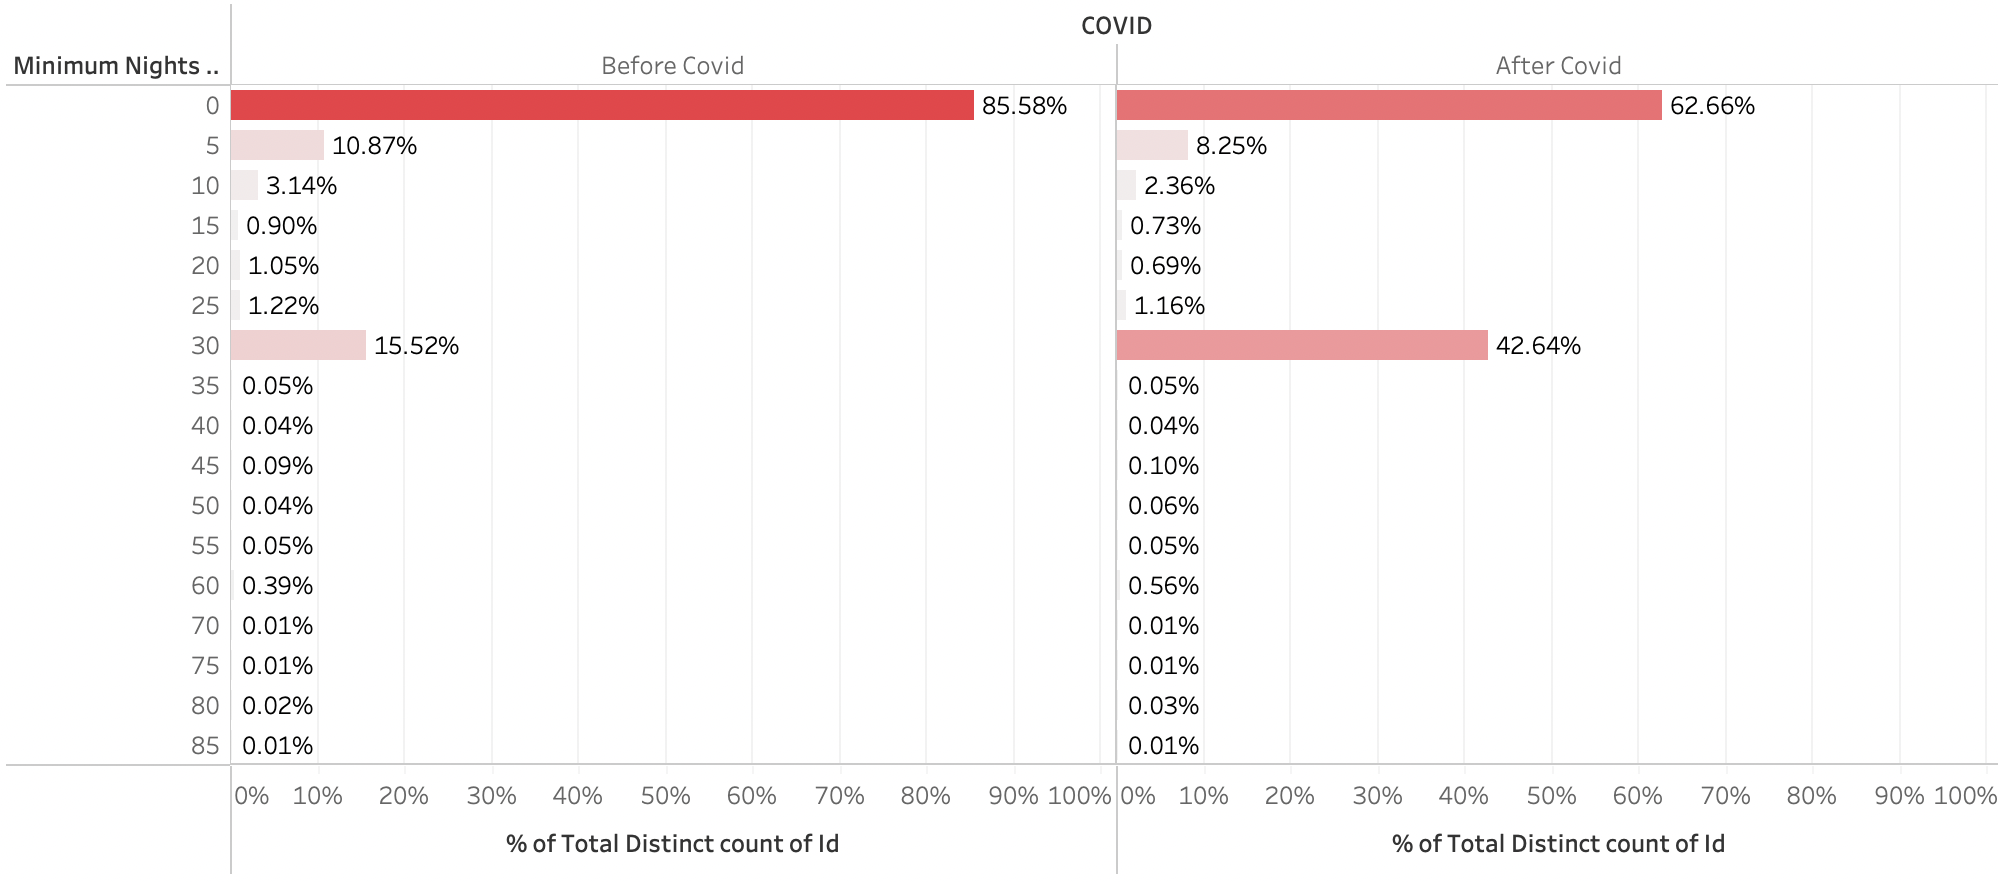 COVID
Minimum Nights .. Before Covid After Covid
0 85.58% 62.66%
5 10.87% 8.25%
10 3.14% 2.36%
15 0.90% 0.73%
20 1.05% 0.69%
25 1.22% 1.16%
30 15.52% 42.64%
35 0.05% 0.05%
40 0.04% 0.04%
45 0.09% 0.10%
50 0.04% 0.06%
55 0.05% 0.05%
60 0.39% 0.56%
70 0.01% 0.01%
75 0.01% 0.01%
80 0.02% 0.03%
85 0.01% 0.01%
0% 10% 20% 30% 40% 50% 60% 70% 80% 90% 100% 0% 10% 20% 30% 40% 50% 60% 70% 80% 90% 100%
% of Total Distinct count of Id % of Total Distinct count of Id